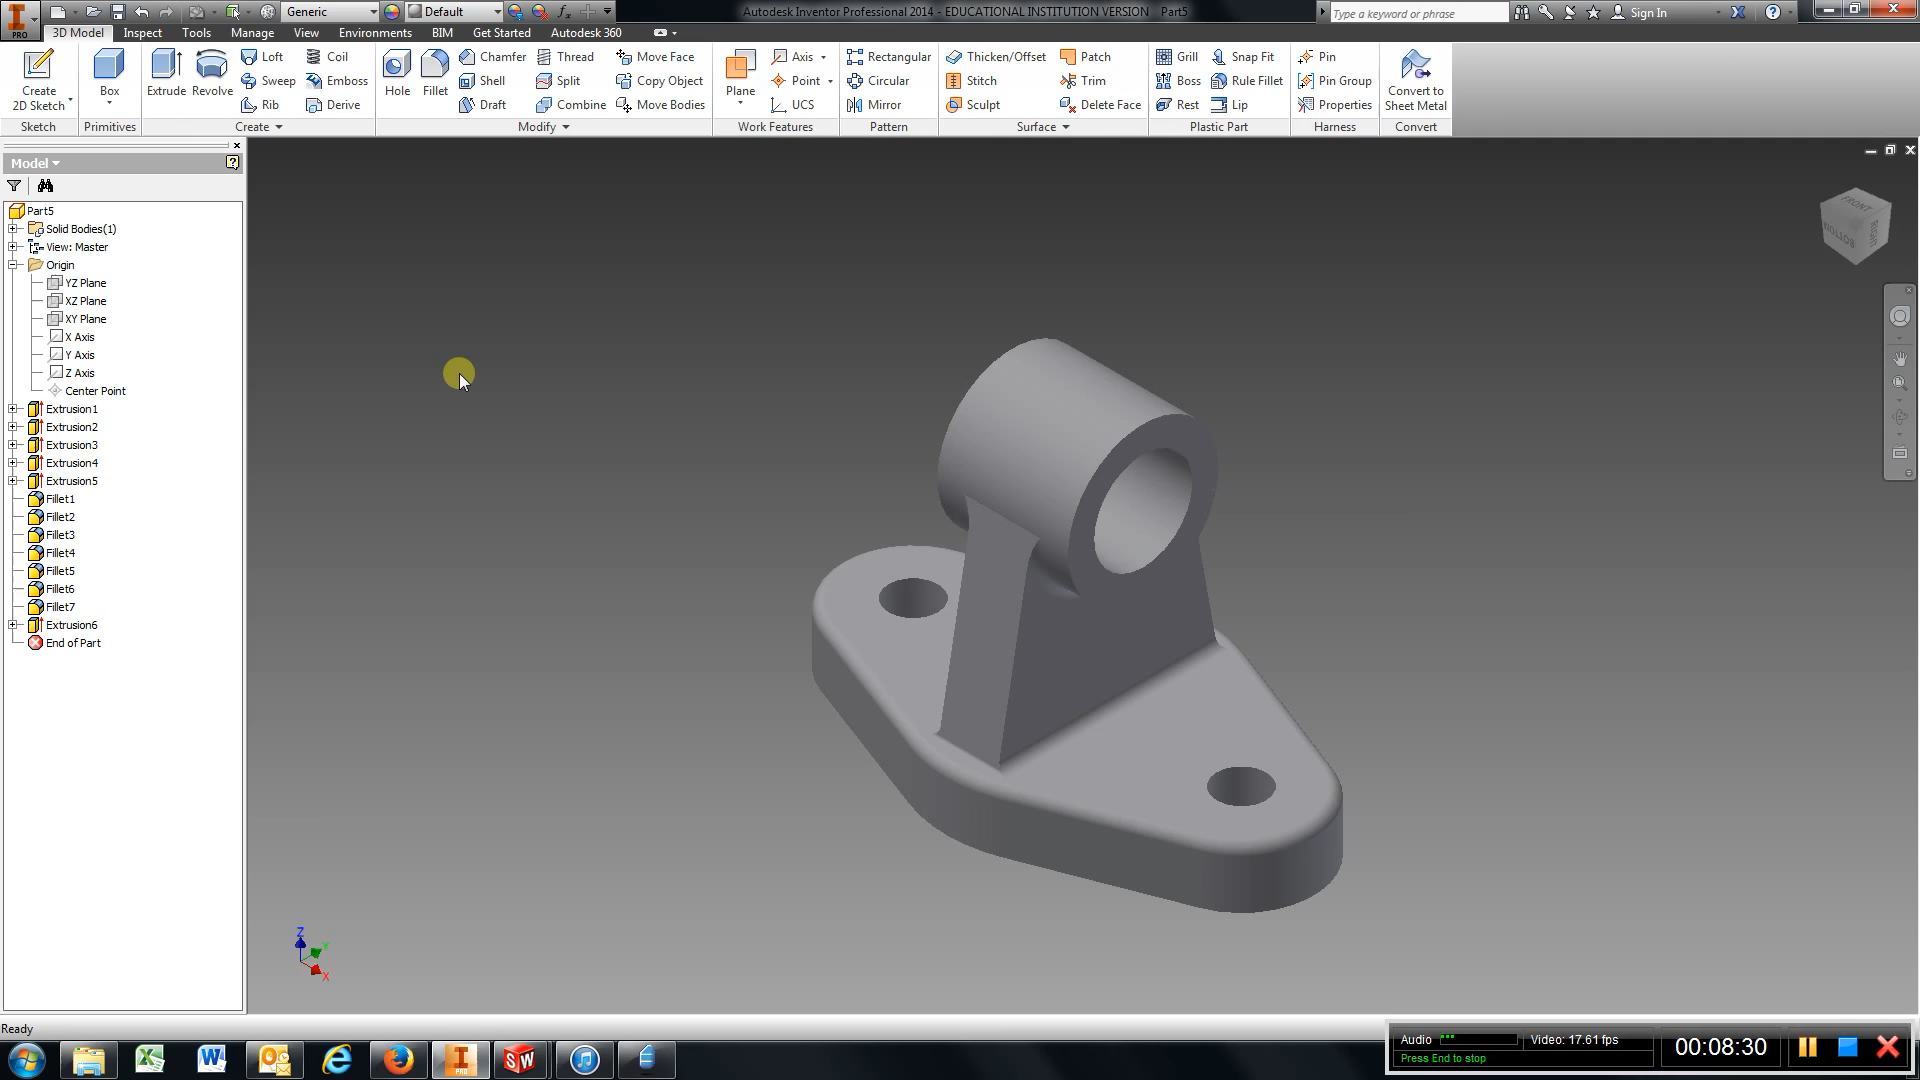 Generic
Default
Autodesk Inventor Professional 2014 - EDUCATIONAL INSTITUTION VERSION Part5
Type a keyword or phrase
Sign In
PRO
3D Model Inspect Tools Manage View Environments BIM Get Started Autodesk 360
Create
2D Sketch
Box
Extrude
Revolve
Loft
Sweep
Rib
Coil
Emboss
Derive
Hole
Fillet
Chamfer
Shell
Draft
Thread
Split
Combine
Move Face
Copy Object
Move Bodies
Plane
Axis
Point
UCS
Rectangular
Circular
Mirror
Thicken/Offset
Stitch
Sculpt
Patch
Trim
Delete Face
Grill
Boss
Rest
Snap Fit
Rule Fillet
Lip
Pin
Pin Group
Properties
Convert to
Sheet Metal
Sketch Primitives Create Modify Work Features Pattern Surface Plastic Part Harness Convert
Model
Part5
Solid Bodies(1)
View: Master
Origin
YZ Plane
XZ Plane
XY Plane
X Axis
Y Axis
Z Axis
Center Point
Extrusion1
Extrusion2
Extrusion3
Extrusion4
Extrusion5
Fillet1
Fillet2
Fillet3
Fillet4
Fillet5
Fillet6
Fillet7
Extrusion6
End of Part
FRONT
BOTTOM
RIGHT
Z
Y
X
Ready
Audio
Video: 17.61 fps
Press End to stop
00:08:30
PRO
SW